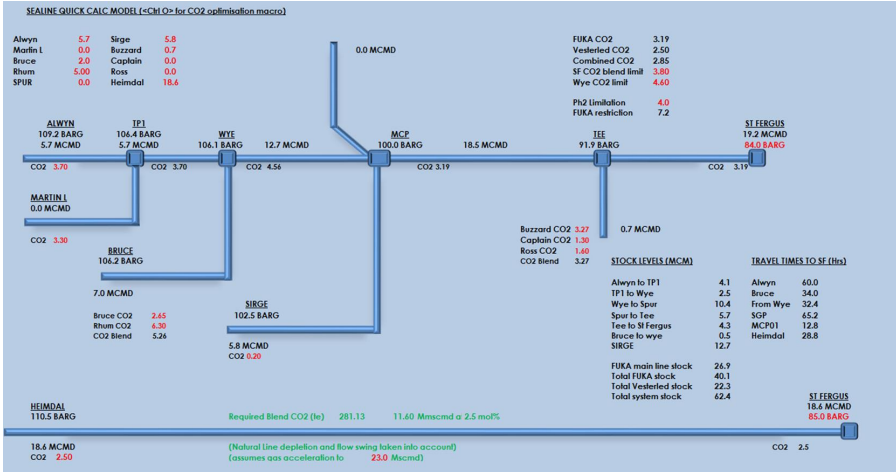 SEALINE QUICK CALC MODEL (<Ctrl O> for CO2 optimisation macro)
Alwyn 5.7 Sirge 5.8
Martin L 0.0 Buzzard 0.7
Bruce 2.0 Captain 0.0
Rhum 5.00 Ross 0.0
SPUR 0.0 Heimdal 18.6
0.0 MCMD
FUKA CO2 3.19
Vesterled CO2 2.50
Combined CO2 2.85
SF CO2 blend limit 3.80
Wye CO2 limit 4.60
Ph2 Limilation 4.0
FUKA restriction 7.2
ALWYN
109.2 BARG
5.7 MCMD
TP1
106.4 BARG
5.7 MCMD
WYE
106.1 BARG
12.7 MCMD
MCP
100.0 BARG
18.5 MCMD
TEE
91.9 BARG
ST FERGUS
19.2 MCMD
84.0 BARG
CO2 3.70
CO2 3.70
CO2 4.56
CO2 3.19
CO2 3.19
MARTIN L
0.0 MCMD
CO2 3.30
BRUCE
106.2 BARG
7.0 MCMD
Bruce CO2 2.65
Rhum CO2 6.30
CO2 Blend 5.26
SIRGE
102.5 BARG
5.8 MCMD
CO2 0.20
Buzzard CO2 3.27
Captain CO2 1.30
Ross CO2 1.60
CO2 Blend 3.27
0.7 MCMD
STOCK LEVELS (MCM)
Alwyn to TP1 4.1
TP1 to Wye 2.5
Wye to Spur 10.4
Spur to Tee 5.7
Tee to St Fergus 4.3
Bruce to wye 0.5
SIRGE 12.7
FUKA main line stock 26.9
Total FUKA stock 40.1
Total Vesterled stock 22.3
Total system stock 62.4
TRAVEL TIMES TO SF (Hrs)
Alwyn 60.0
Bruce 34.0
From Wye 32.4
SGP 65.2
MCP01 12.8
Heimdal 28.8
HEIMDAL
110.5 BARG
Required Blend CO2 (te) 281.13 11.60 Mmscmd a 2.5 mol%
ST FERGUS
18.6 MCMD
85.0 BARG
18.6 MCMD
CO2 2.50
(Natural Line depletion and flow swing taken into account)
(assumes gas acceleration to 23.0 Mscmd)
CO2 2.5